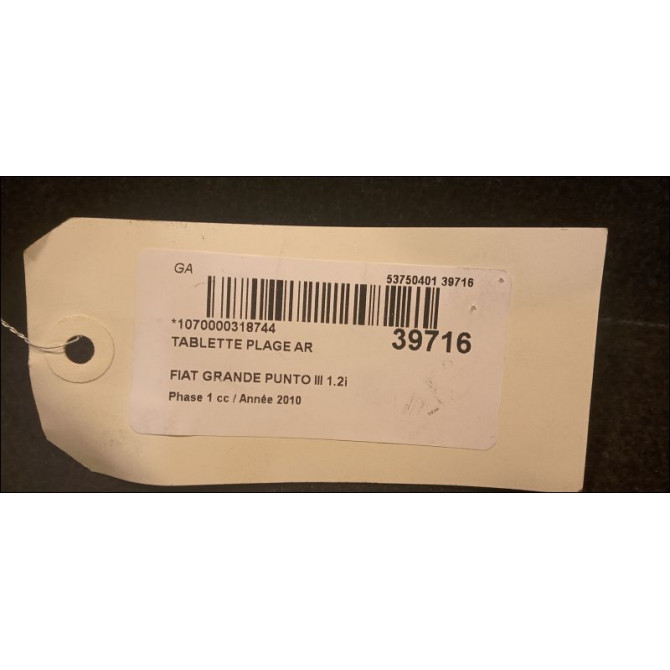 GA
53750401 39716
*1070000318744
39716
TABLETTE PLAGE AR
FIAT GRANDE PUNTO III 1.2i
Phase 1 cc / Année 2010